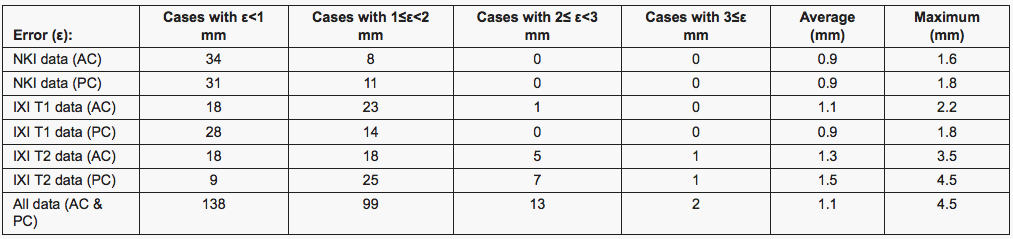 Error (ε): Cases with ε<1 mm Cases with 1≤ε<2 mm Cases with 2≤ ε<3 mm Cases with 3≤ε mm Average (mm) Maximum (mm)
NKI data (AC) 34 8 0 0 0.9 1.6
NKI data (PC) 31 11 0 0 0.9 1.8
IXI T1 data (AC) 18 23 1 0 1.1 2.2
IXI T1 data (PC) 28 14 0 0 0.9 1.8
IXI T2 data (AC) 18 18 5 1 1.3 3.5
IXI T2 data (PC) 9 25 7 1 1.5 4.5
All data (AC & PC) 138 99 13 2 1.1 4.5